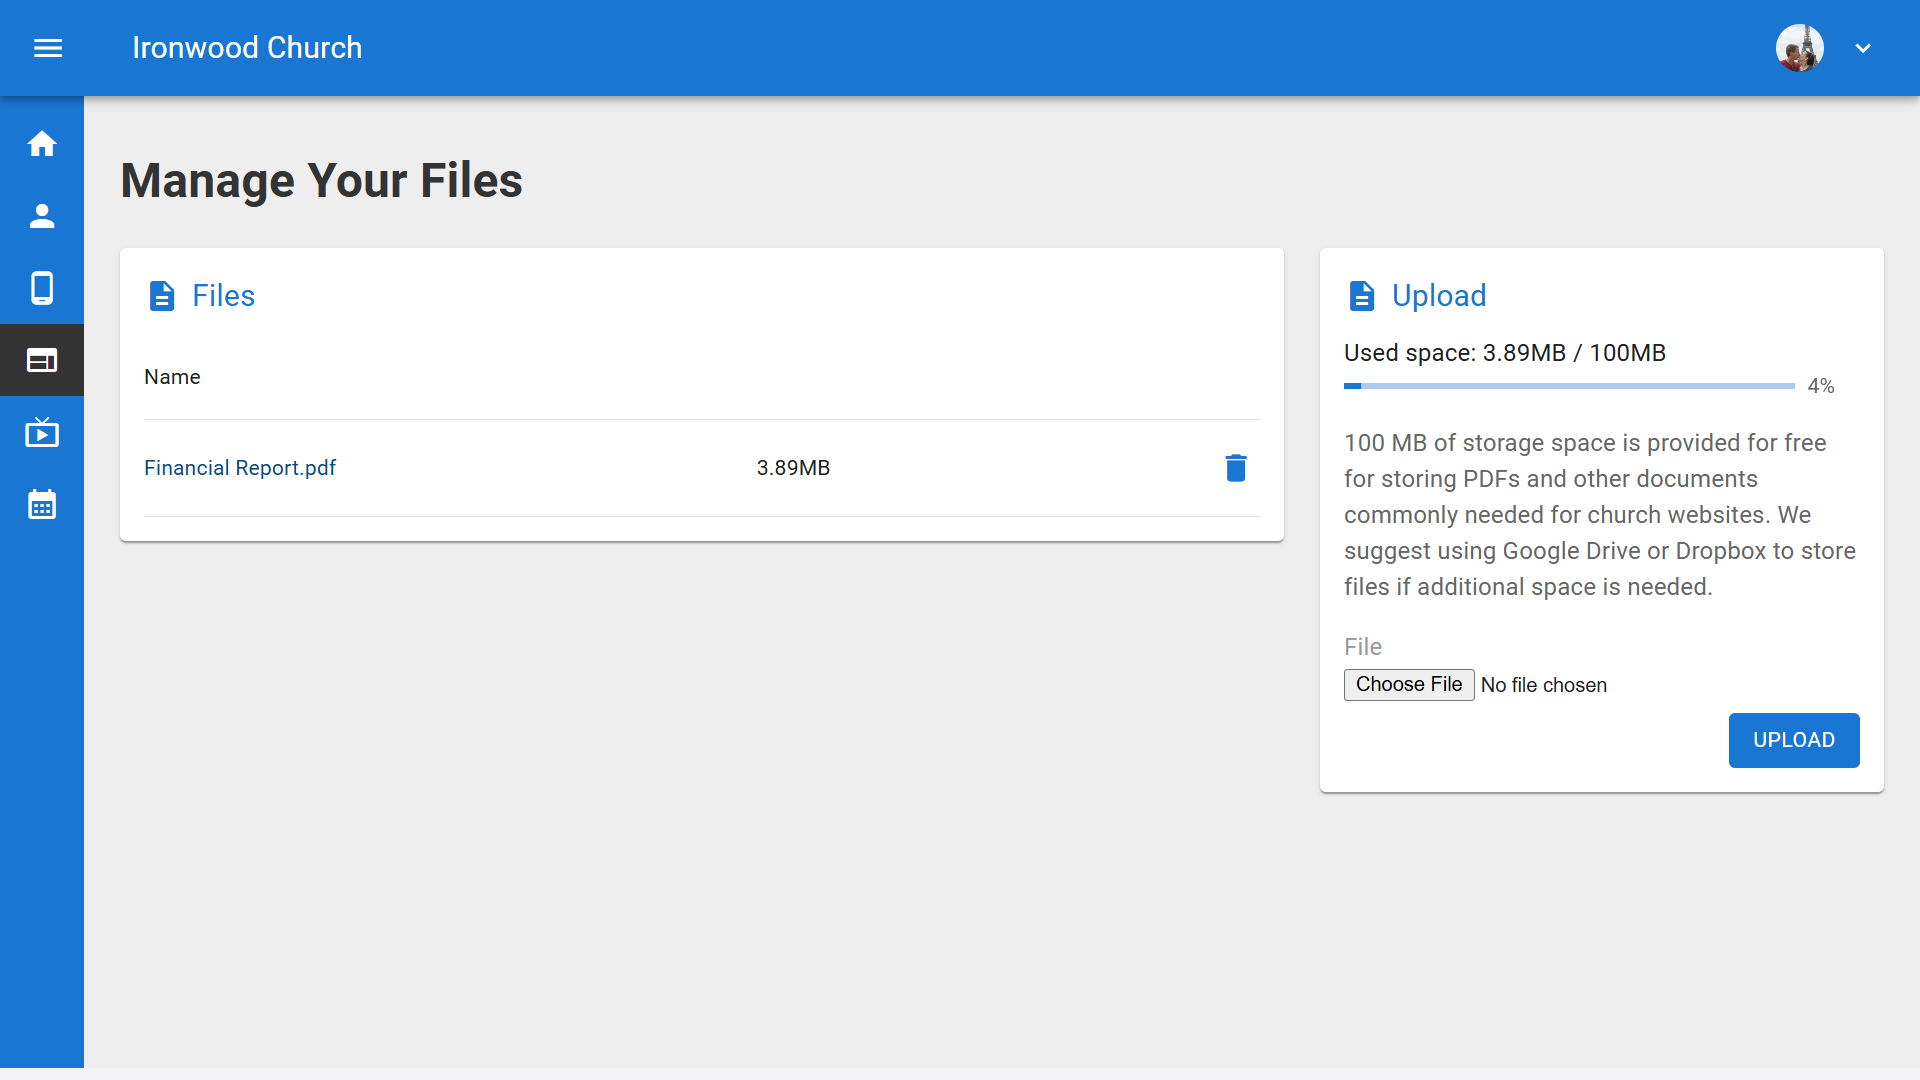 Ironwood Church
Manage Your Files
Files
Name
Financial Report.pdf 3.89MB
Upload
Used space: 3.89MB / 100MB
4%
100 MB of storage space is provided for free
for storing PDFs and other documents
commonly needed for church websites. We
suggest using Google Drive or Dropbox to store
files if additional space is needed.
File
Choose File No file chosen
UPLOAD